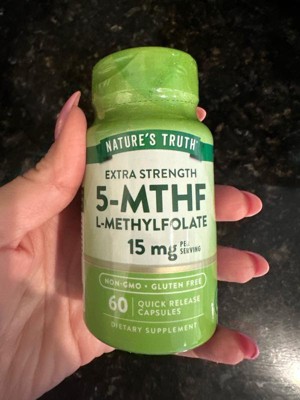 NATURE'S TRUTH
EXTRA STRENGTH
5-MTHF
L-METHYLFOLATE
15 mg PER SERVING
NON-GMO • GLUTEN FREE
60 QUICK RELEASE
CAPSULES
DIETARY SUPPLEMENT